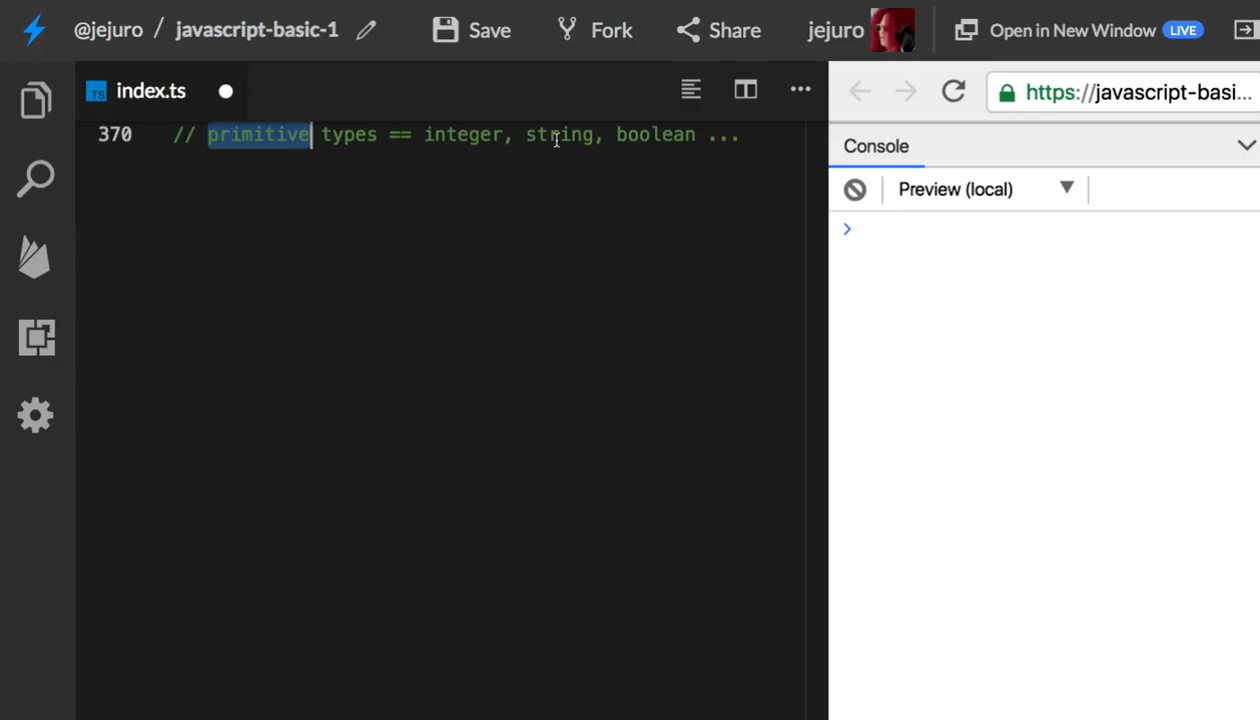 @jejuro / javascript-basic-1 Save Fork Share jejuro Open in New Window LIVE
TS index.ts https://javascript-basi...
370 // primitive types == integer, string, boolean ...
Console
Preview (local)